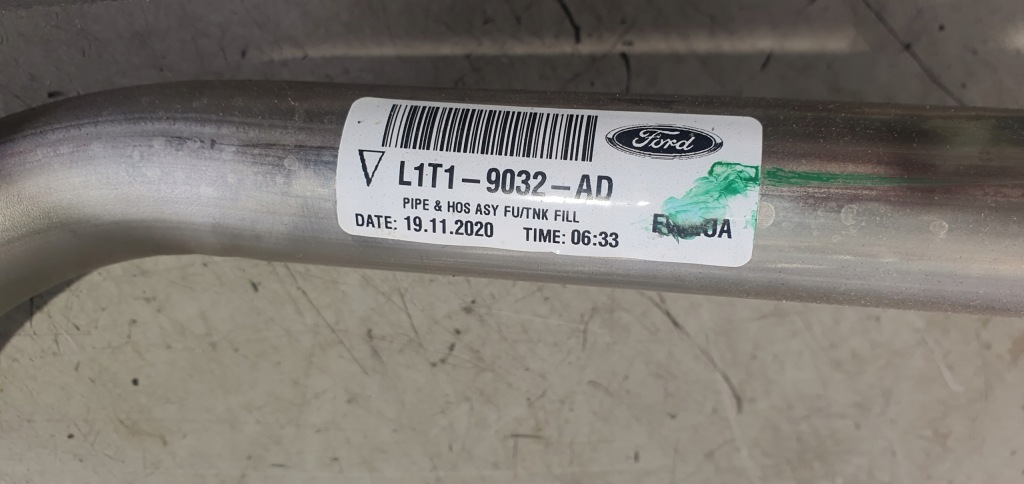 Ford
L1T1-9032-AD
PIPE & HOS ASY FU/TNK FILL
DATE: 19.11.2020 TIME: 06:33